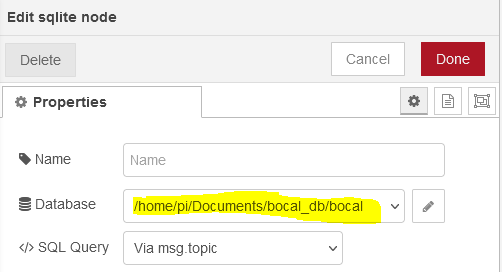 Edit sqlite node
Delete Cancel Done
Properties
Name Name
Database /home/pi/Documents/bocal_db/bocal
</> SQL Query Via msg.topic